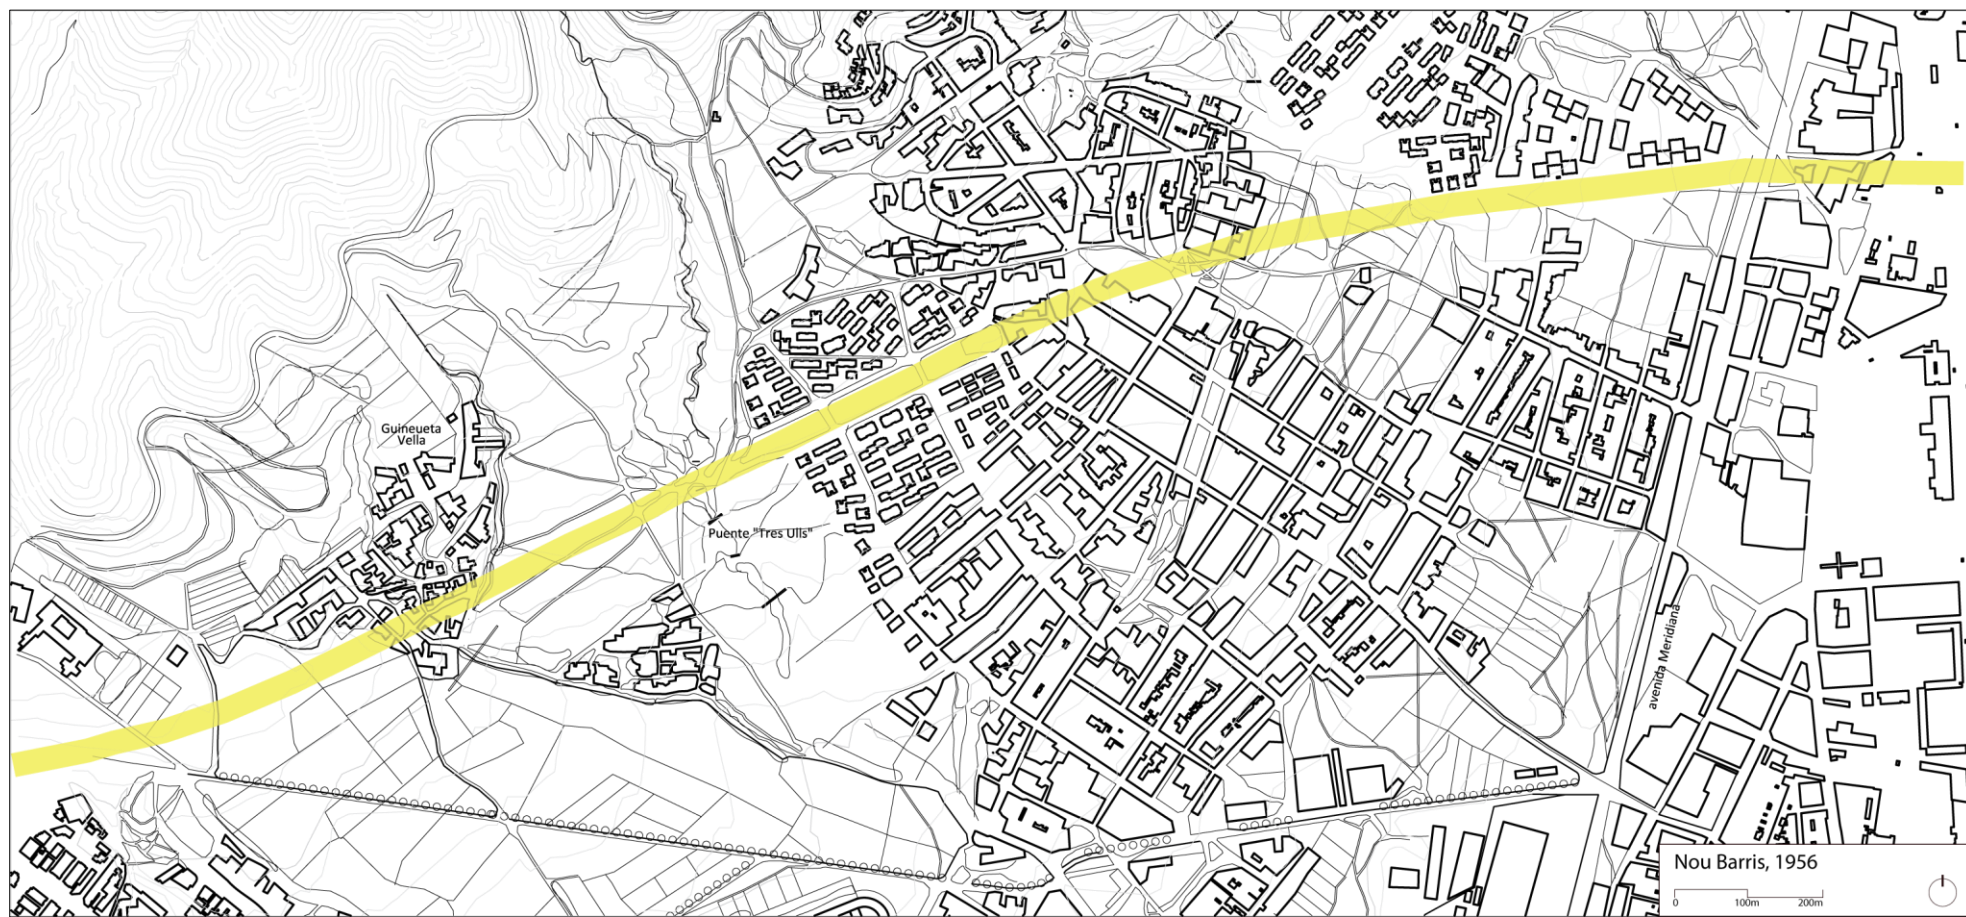 Guineueta
Vella
Puente "Tres Ulls"
avenida Meridiana
Nou Barris, 1956
0 100m 200m